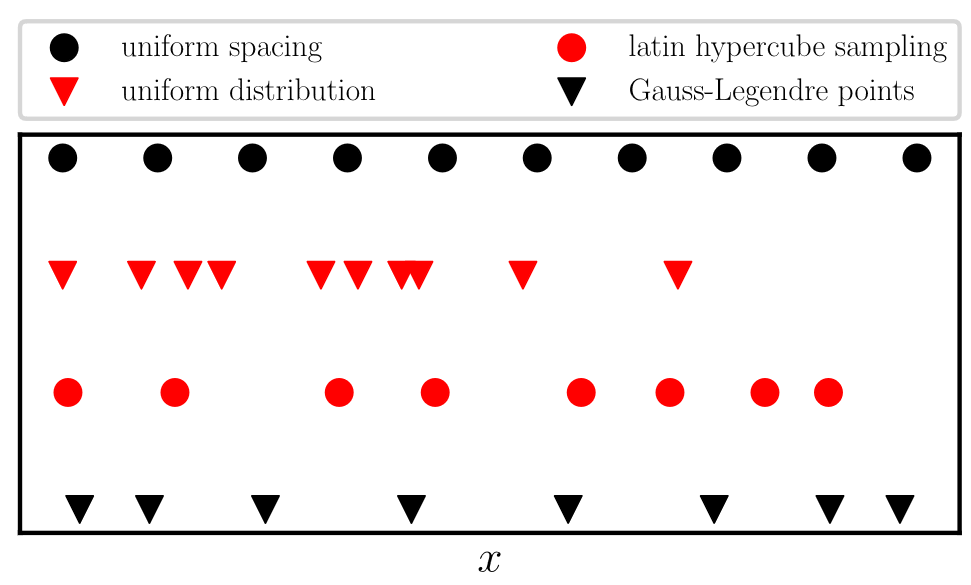 uniform spacing
uniform distribution
latin hypercube sampling
Gauss-Legendre points
x